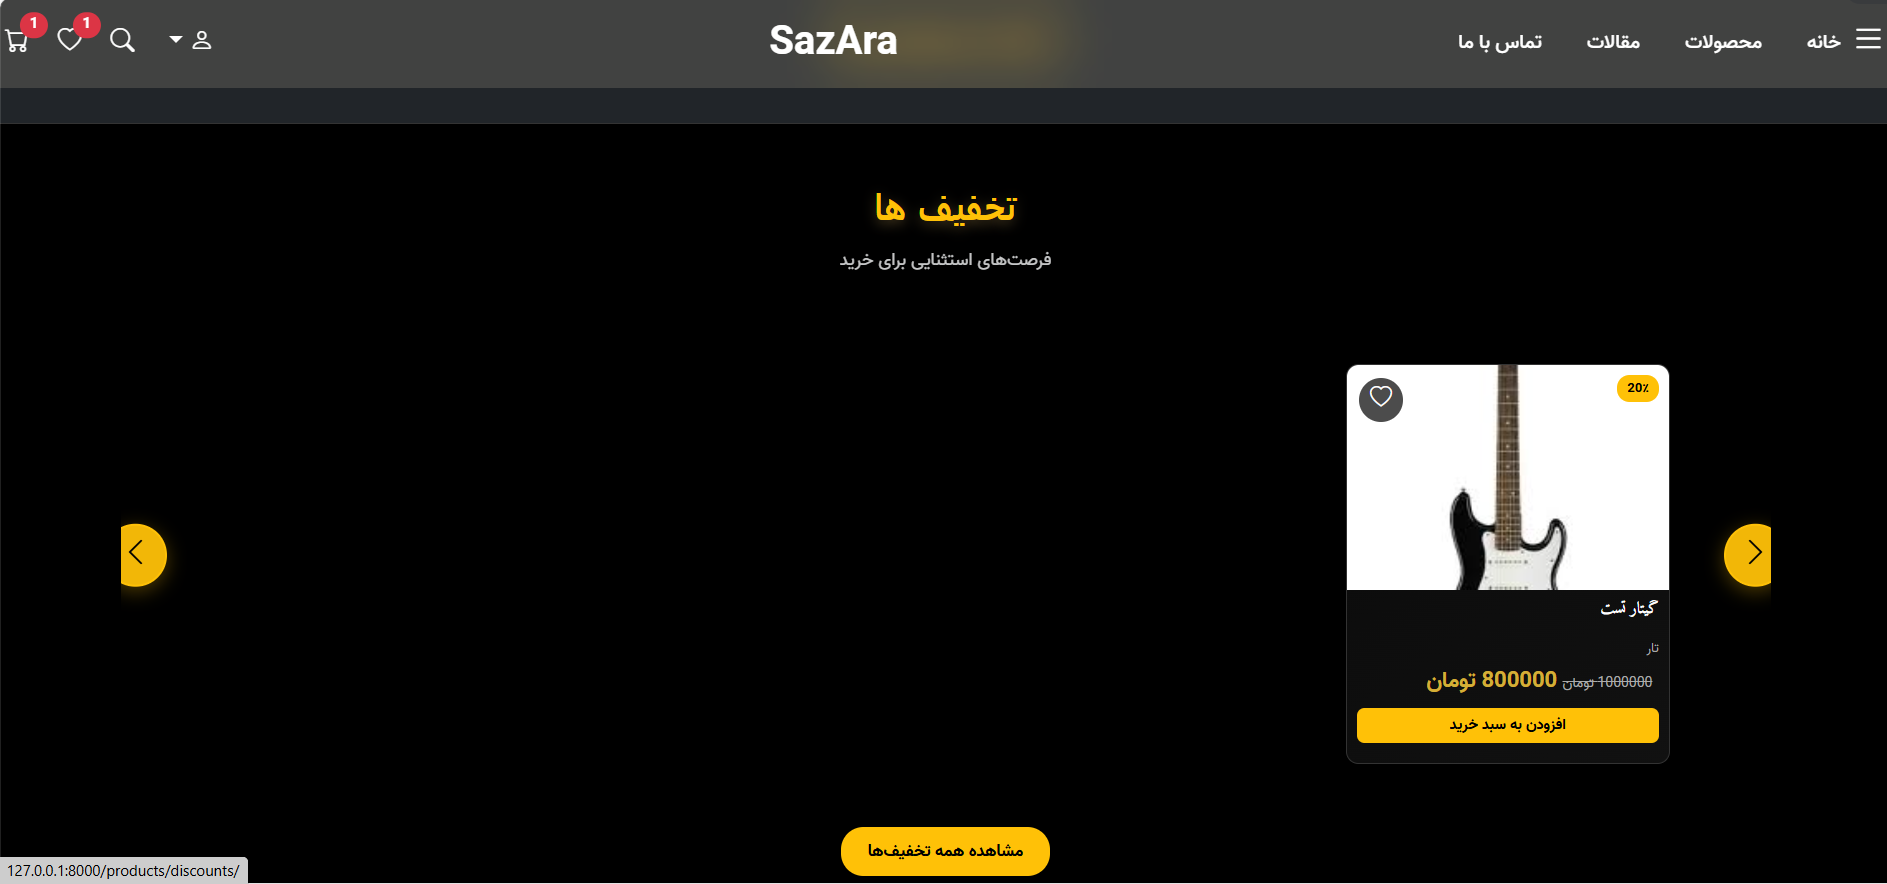 خانه محصولات مقالات تماس با ما SazAra 1 1
تخفیف ها
فرصت‌های استثنایی برای خرید
20٪
گیتار تست
تار
1000000 تومان 800000 تومان
افزودن به سبد خرید
مشاهده همه تخفیف‌ها
127.0.0.1:8000/products/discounts/